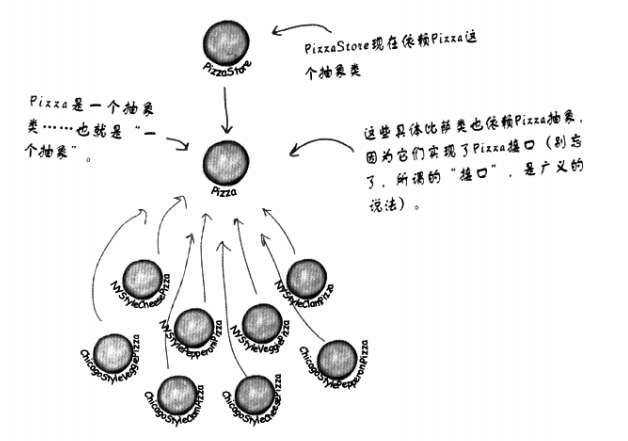 PizzaStore
PizzaStore现在依赖Pizza这
个抽象类
Pizza是一个抽象
类……也就是“一
个抽象”。
Pizza
这些具体比萨类也依赖Pizza抽象，
因为它们实现了Pizza接口（别忘
了，所谓的“接口”，是广义的
说法）。
NYStyleCheesePizza
NYStyleClamPizza
NYStylePepperoniPizza
NYStyleVeggiePizza
ChicagoStyleVeggiePizza
ChicagoStylePepperoniPizza
ChicagoStyleClamPizza
ChicagoStyleCheesePizza